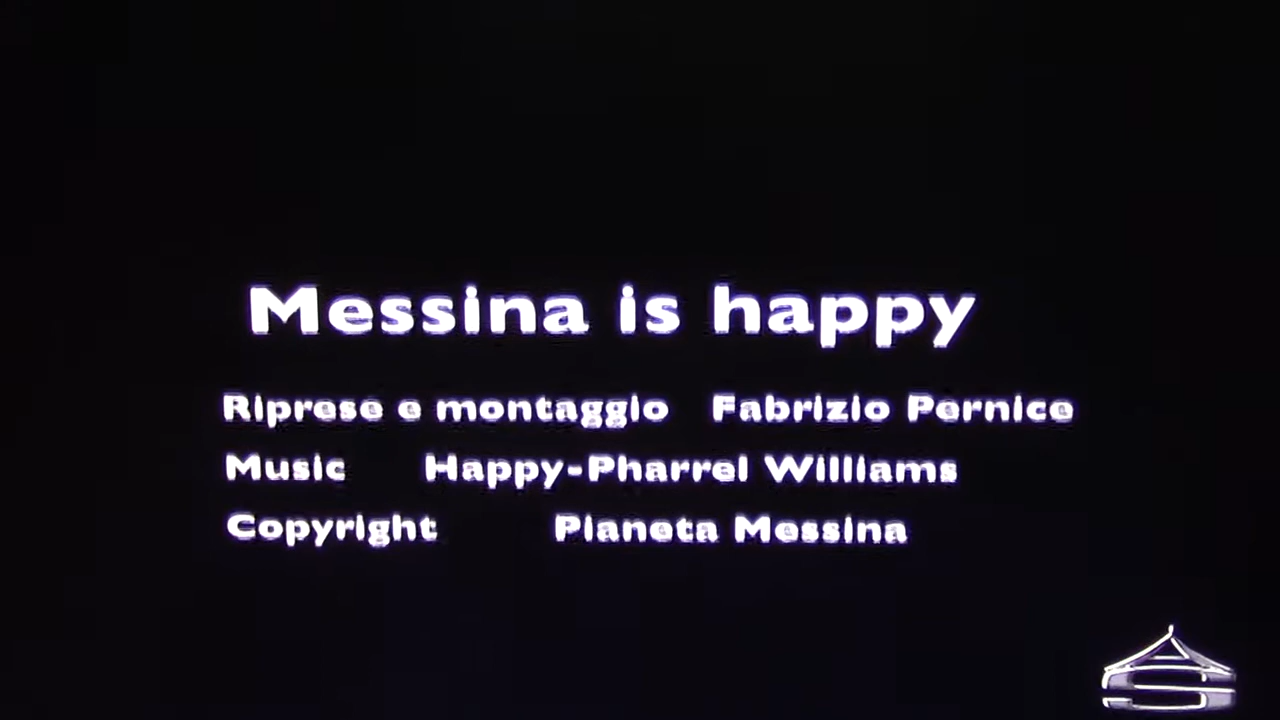 Messina is happy
Riprese e montaggio Fabrizio Pernice
Music Happy-Pharrel Williams
Copyright Pianeta Messina